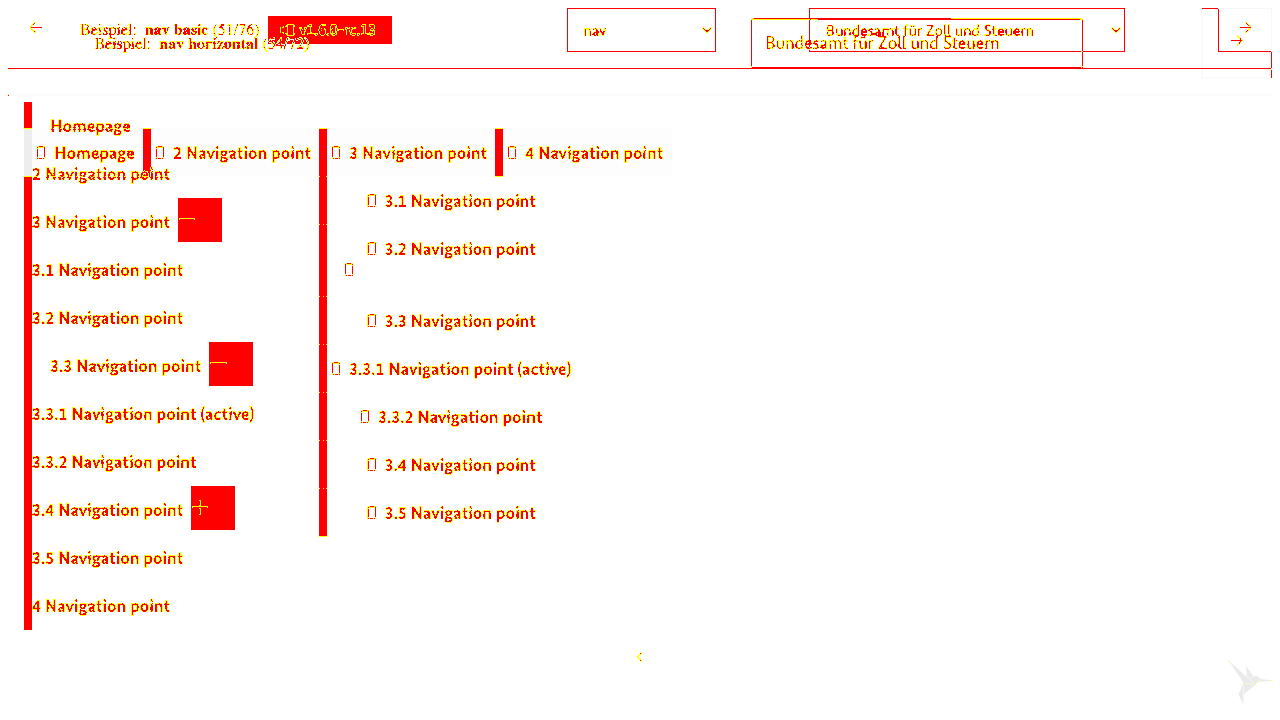 Beispiel: nav basic (51/76) v1.6.0-rc.13 nav Bundesamt für Zoll und Steuern
Beispiel: nav horizontal (54/72) Bundesamt für Zoll und Steuern
Homepage
Homepage 2 Navigation point 3 Navigation point 4 Navigation point
2 Navigation point
3 Navigation point
3.1 Navigation point
3.2 Navigation point
3.3 Navigation point
3.3.1 Navigation point (active)
3.3.2 Navigation point
3.4 Navigation point
3.5 Navigation point
4 Navigation point
3.1 Navigation point
3.2 Navigation point
3.3 Navigation point
3.3.1 Navigation point (active)
3.3.2 Navigation point
3.4 Navigation point
3.5 Navigation point